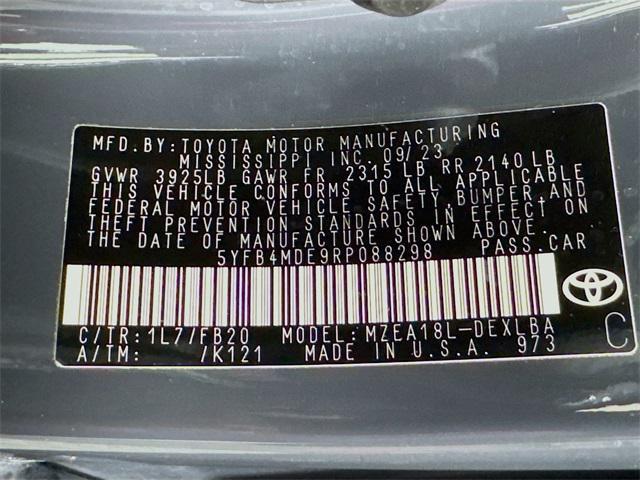 MFD.BY:TOYOTA MOTOR MANUFACTURING
MISSISSIPPI INC. 09/23
GVWR 3925LB GAWR FR 2315 LB RR 2140 LB
THIS VEHICLE CONFORMS TO ALL APPLICABLE
FEDERAL MOTOR VEHICLE SAFETY,BUMPER,AND
THEFT PREVENTION STANDARDS IN EFFECT ON
THE DATE OF MANUFACTURE SHOWN ABOVE.
5YFB4MDE9RP088298 PASS.CAR
C/TR:1L7/FB20 MODEL:MZEA18L-DEXLBA
A/TM: /K121 MADE IN U.S.A. 973
C